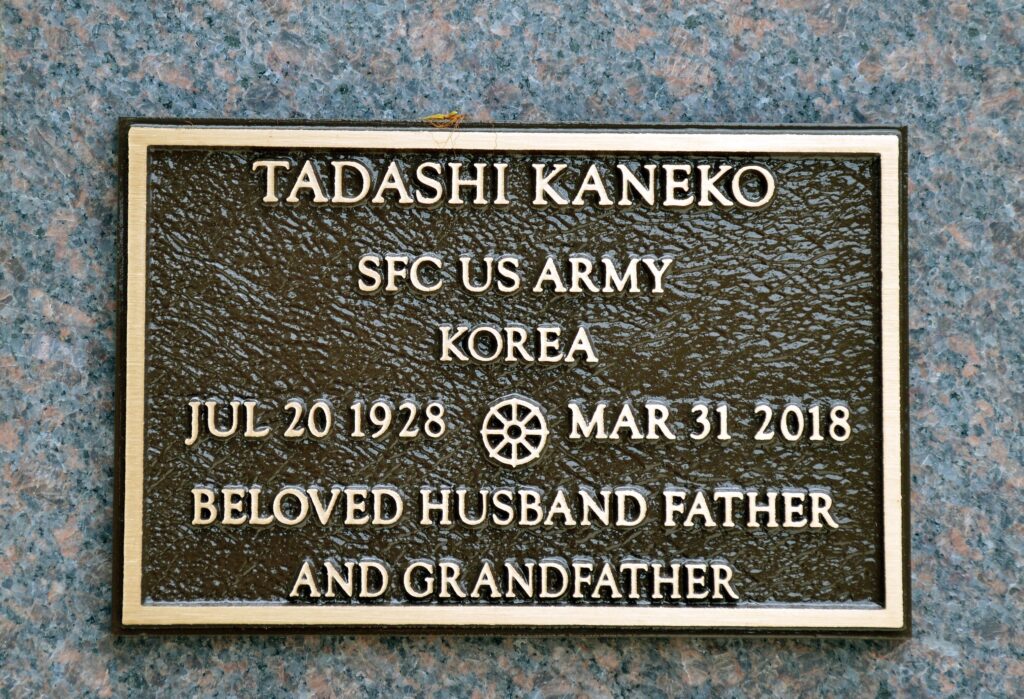 TADASHI KANEKO
SFC US ARMY
KOREA
JUL 20 1928 MAR 31 2018
BELOVED HUSBAND FATHER
AND GRANDFATHER